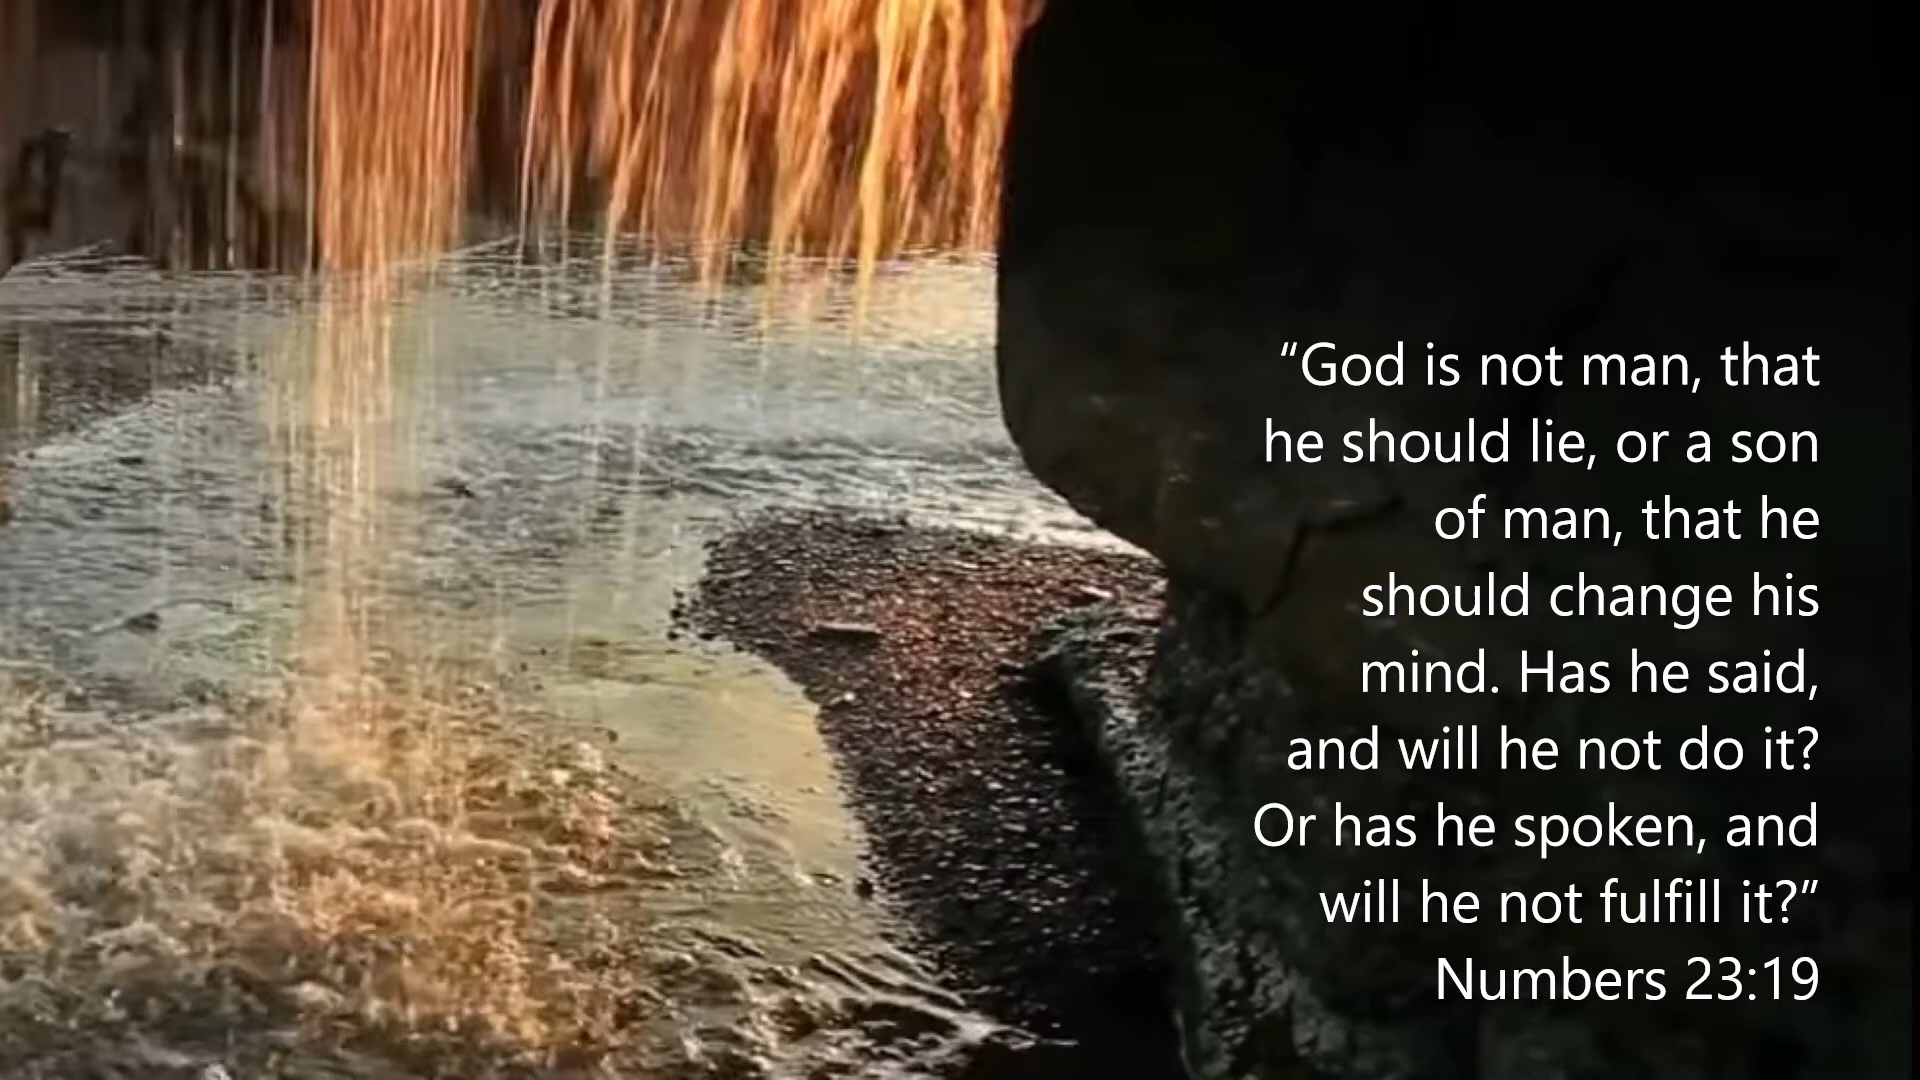 “God is not man, that
he should lie, or a son
of man, that he
should change his
mind. Has he said,
and will he not do it?
Or has he spoken, and
will he not fulfill it?”
Numbers 23:19